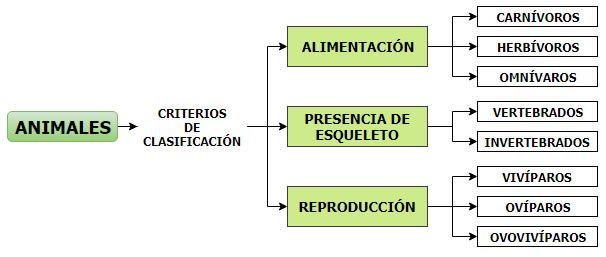 ANIMALES
CRITERIOS
DE
CLASIFICACIÓN
ALIMENTACIÓN
CARNÍVOROS
HERBÍVOROS
OMNÍVAROS
PRESENCIA DE
ESQUELETO
VERTEBRADOS
INVERTEBRADOS
REPRODUCCIÓN
VIVÍPAROS
OVÍPAROS
OVOVIVÍPAROS